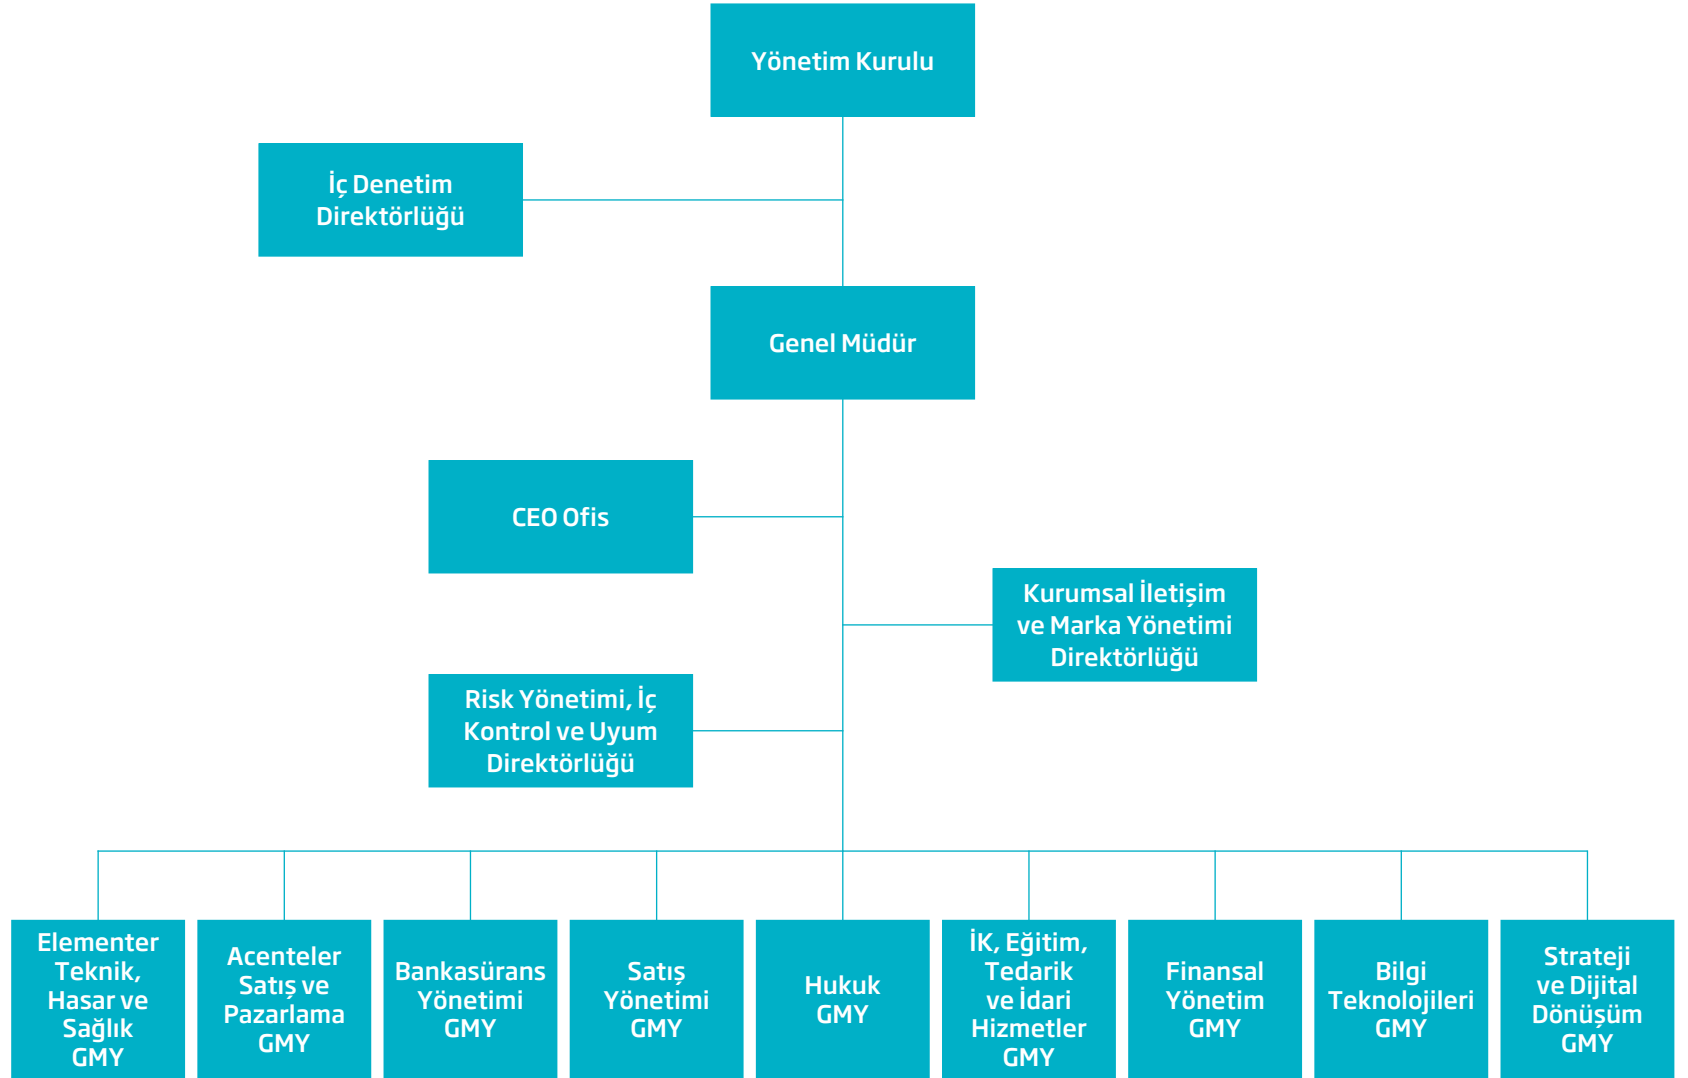 Yönetim Kurulu
İç Denetim
Direktörlüğü
Genel Müdür
CEO Ofis
Kurumsal İletişim
ve Marka Yönetimi
Direktörlüğü
Risk Yönetimi, İç
Kontrol ve Uyum
Direktörlüğü
Elementer
Teknik,
Hasar ve
Sağlık
GMY
Acenteler
Satış ve
Pazarlama
GMY
Bankasürans
Yönetimi
GMY
Satış
Yönetimi
GMY
Hukuk
GMY
İK, Eğitim,
Tedarik
ve İdari
Hizmetler
GMY
Finansal
Yönetim
GMY
Bilgi
Teknolojileri
GMY
Strateji
ve Dijital
Dönüşüm
GMY